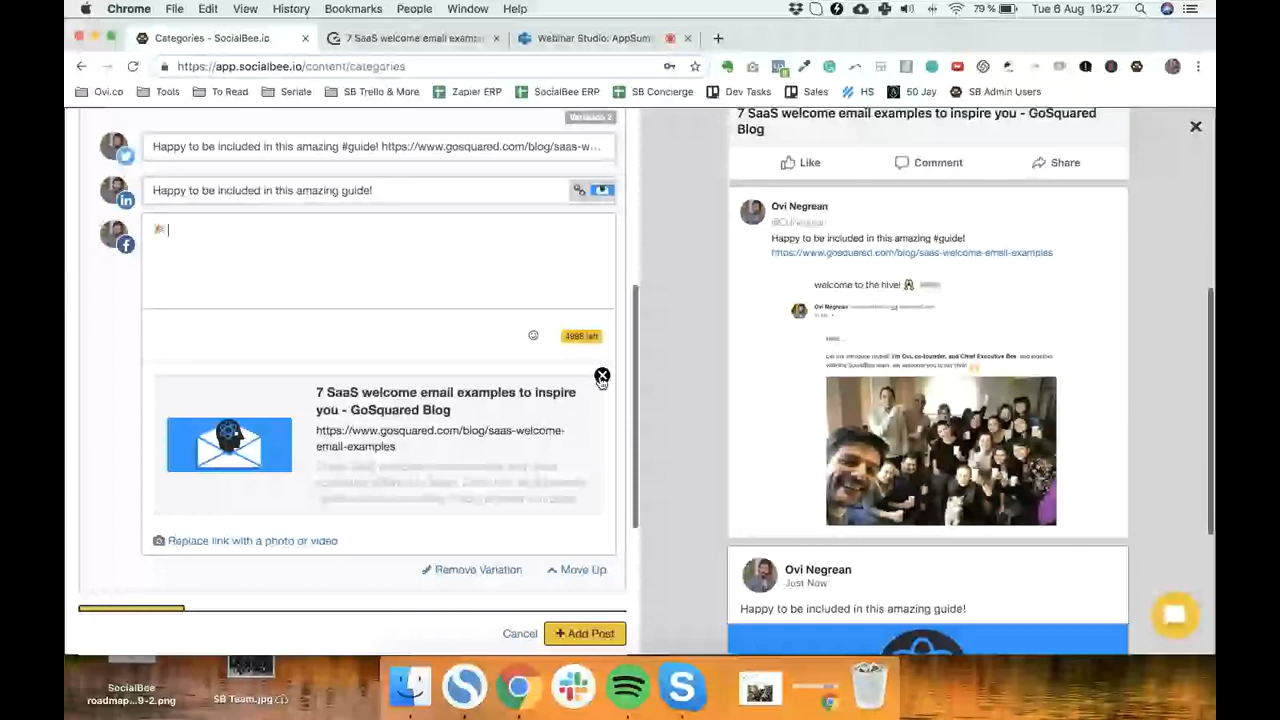 Chrome File Edit View History Bookmarks People Window Help
79 % Tue 6 Aug 19:27
Categories - SocialBee.io
7 SaaS welcome email exam
Webinar Studio: AppSum
https://app.socialbee.io/content/categories
Ovi.co Tools To Read Seriale SB Trello & More Zapier ERP SocialBee ERP SB Concierge Dev Tasks Sales HS 50 Jay SB Admin Users
Variation 2
Happy to be included in this amazing #guide! https://www.gosquared.com/blog/saas-w...
Happy to be included in this amazing guide!
4998 left
7 SaaS welcome email examples to inspire
you - GoSquared Blog
https://www.gosquared.com/blog/saas-welcome-
email-examples
Replace link with a photo or video
Remove Variation
Move Up
Cancel
+ Add Post
7 SaaS welcome email examples to inspire you - GoSquared
Blog
Like Comment Share
Ovi Negrean
Happy to be included in this amazing #guide!
https://www.gosquared.com/blog/saas-welcome-email-examples
welcome to the hive!
Ovi Negrean
Ovi Negrean
Just Now
Happy to be included in this amazing guide!
SocialBee
roadmap...9-2.png
SB Team.jpg